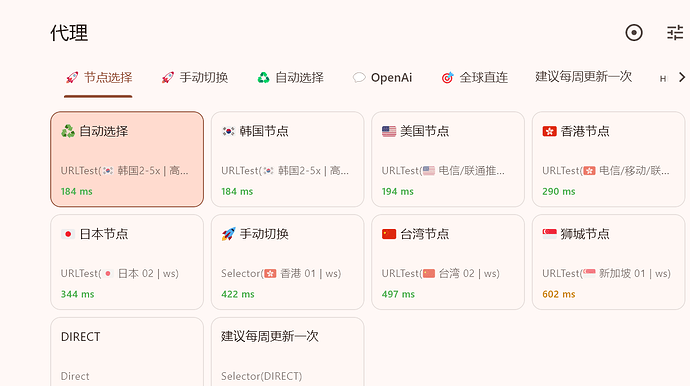 代理
节点选择 手动切换 自动选择 OpenAi 全球直连 建议每周更新一次 H
自动选择 韩国节点 美国节点 香港节点
URLTest(🇰🇷 韩国2-5x | 高... URLTest(🇰🇷 韩国2-5x | 高... URLTest(🇺🇸 电信/联通推... URLTest(🇭🇰 电信/移动/联...
184 ms 184 ms 194 ms 290 ms
日本节点 手动切换 台湾节点 狮城节点
URLTest(🇯🇵 日本 02 | ws) Selector(🇭🇰 香港 01 | ws) URLTest(🇨🇳 台湾 02 | ws) URLTest(🇸🇬 新加坡 01 | ws)
344 ms 422 ms 497 ms 602 ms
DIRECT 建议每周更新一次
Direct Selector(DIRECT)